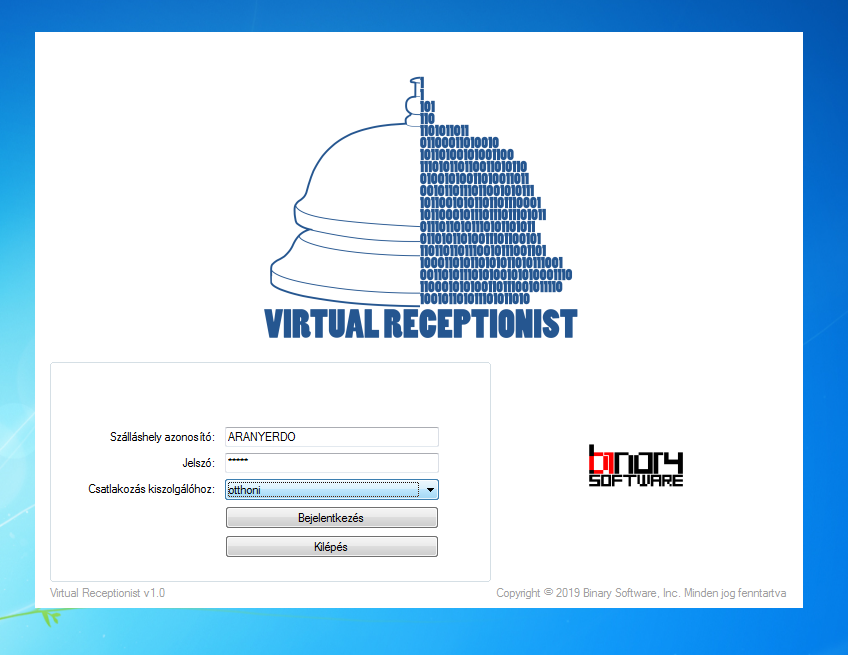 VIRTUAL RECEPTIONIST
Szálláshely azonosító: ARANYERDO
Jelszó: *****
Csatlakozás kiszolgálóhoz: otthoni
Bejelentkezés
Kilépés
binary
SOFTWARE
Virtual Receptionist v1.0
Copyright © 2019 Binary Software, Inc. Minden jog fenntartva